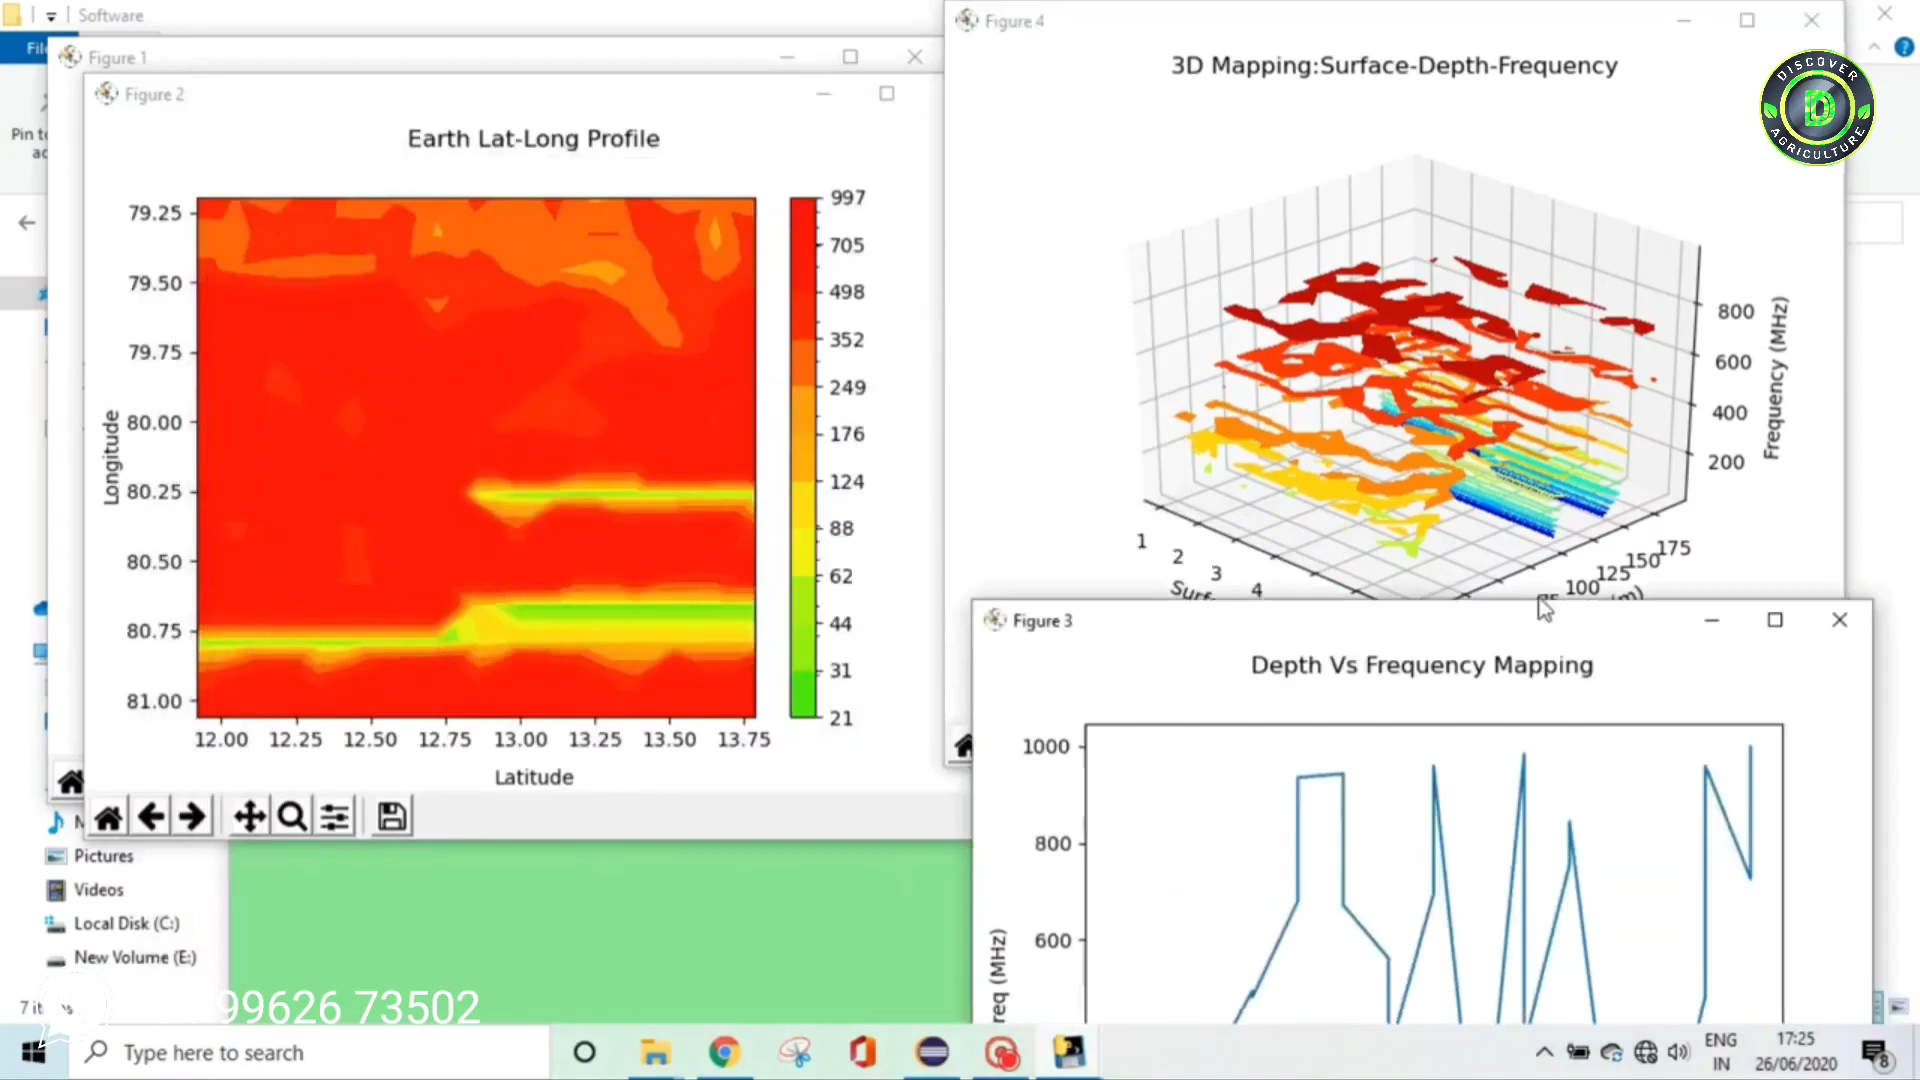 Software
File
Figure 1
Figure 2
Earth Lat-Long Profile
79.25
79.50
79.75
80.00
80.25
80.50
80.75
81.00
Longitude
12.00 12.25 12.50 12.75 13.00 13.25 13.50 13.75
Latitude
997
705
498
352
249
176
124
88
62
44
31
21
Figure 4
3D Mapping:Surface-Depth-Frequency
800
600
400
200
Frequency (MHz)
1
2
3
4
75
100
125
150
175
Figure 3
Depth Vs Frequency Mapping
1000
800
600
DISCOVER
D
AGRICULTURE
Pin to
Pictures
Videos
Local Disk (C:)
New Volume (E:)
99626 73502
Type here to search
ENG
IN
17:25
26/06/2020
8